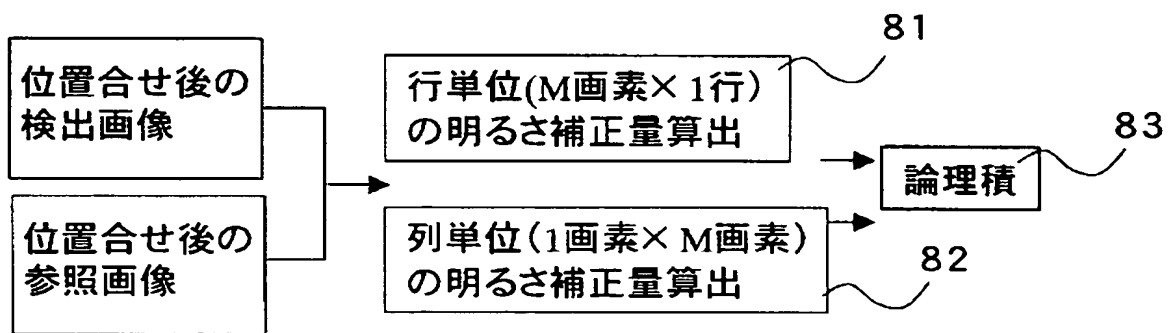 位置合せ後の
検出画像
位置合せ後の
参照画像
行単位(M画素×1行)
の明るさ補正量算出
81
列単位(1画素×M画素)
の明るさ補正量算出
82
論理積
83